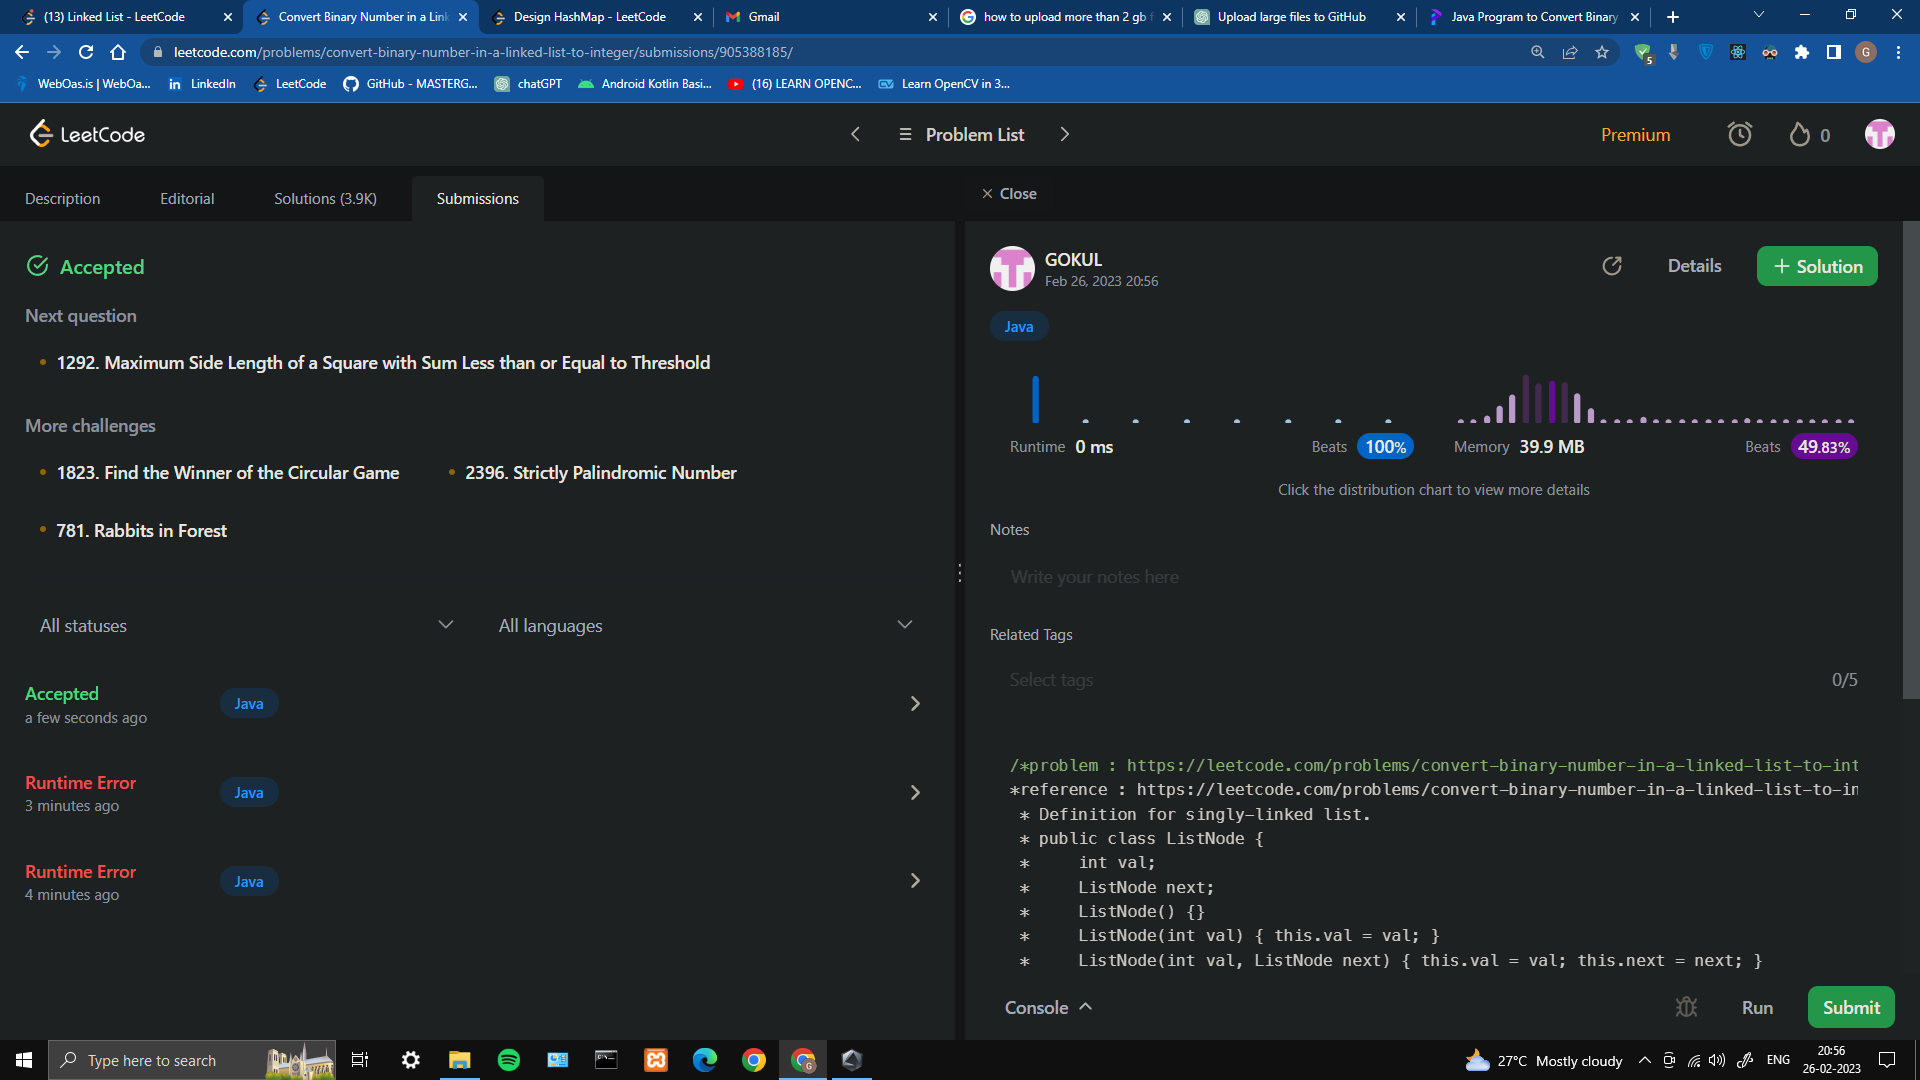 (13) Linked List - LeetCode
Convert Binary Number in a Link
Design HashMap - LeetCode
Gmail
how to upload more than 2 gb f
Upload large files to GitHub
Java Program to Convert Binary
leetcode.com/problems/convert-binary-number-in-a-linked-list-to-integer/submissions/905388185/
5
G
WebOas.is | WebOa...
LinkedIn
LeetCode
GitHub - MASTERG...
chatGPT
Android Kotlin Basi...
(16) LEARN OPENC...
Learn OpenCV in 3...
LeetCode
Problem List
Premium
0
Description
Editorial
Solutions (3.9K)
Submissions
Close
Accepted
Next question
1292. Maximum Side Length of a Square with Sum Less than or Equal to Threshold
More challenges
1823. Find the Winner of the Circular Game
2396. Strictly Palindromic Number
781. Rabbits in Forest
All statuses
All languages
Accepted
a few seconds ago
Java
Runtime Error
3 minutes ago
Java
Runtime Error
4 minutes ago
Java
GOKUL
Feb 26, 2023 20:56
Details
+ Solution
Java
Runtime 0 ms
Beats 100%
Memory 39.9 MB
Beats 49.83%
Click the distribution chart to view more details
Notes
Write your notes here
Related Tags
Select tags
0/5
/*problem : https://leetcode.com/problems/convert-binary-number-in-a-linked-list-to-int
*reference : https://leetcode.com/problems/convert-binary-number-in-a-linked-list-to-in
* Definition for singly-linked list.
* public class ListNode {
*     int val;
*     ListNode next;
*     ListNode() {}
*     ListNode(int val) { this.val = val; }
*     ListNode(int val, ListNode next) { this.val = val; this.next = next; }
Console
Run
Submit
Type here to search
27°C Mostly cloudy
ENG
20:56
26-02-2023